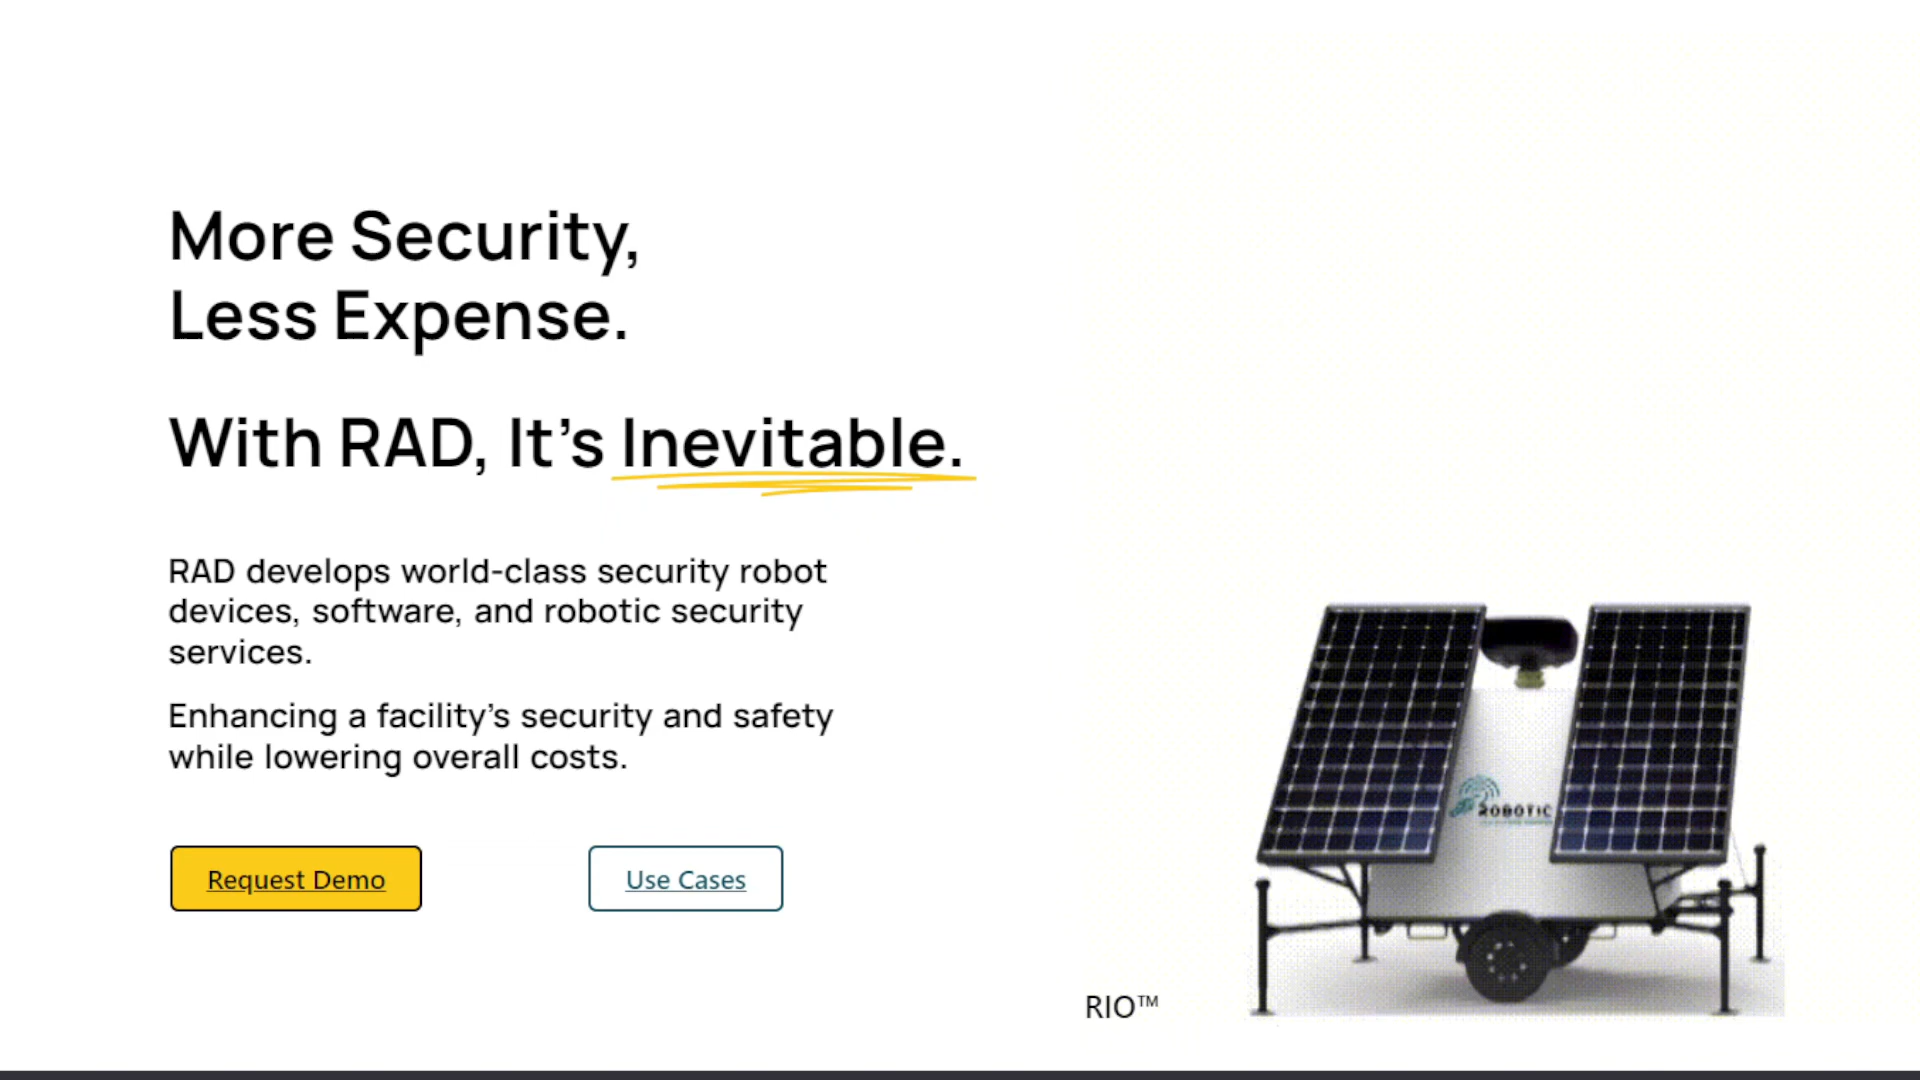 More Security,
Less Expense.
With RAD, It’s Inevitable.
RAD develops world-class security robot
devices, software, and robotic security
services.
Enhancing a facility’s security and safety
while lowering overall costs.
Request Demo
Use Cases
ROBOTIC
RIO™